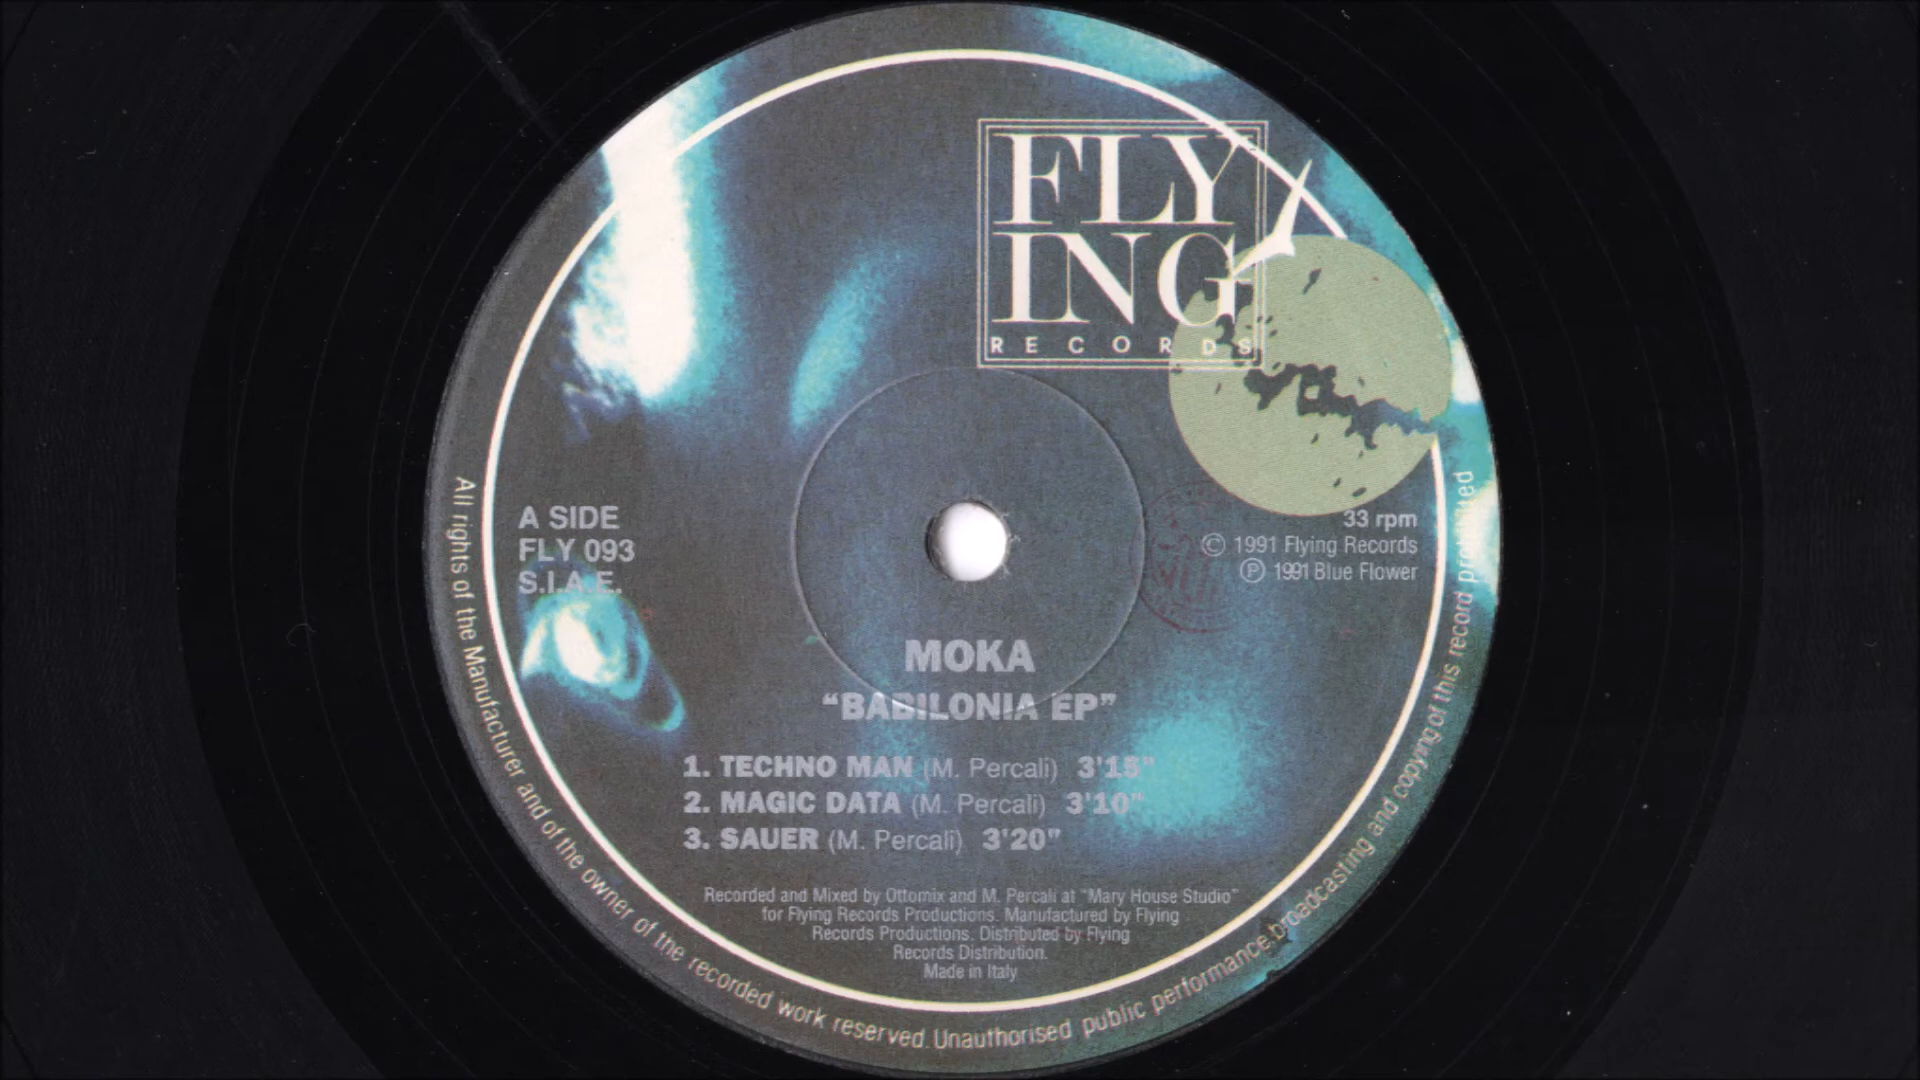 FLY
ING
RECORDS
A SIDE
FLY 093
S.I.A.E.
33 rpm
© 1991 Flying Records
℗ 1991 Blue Flower
MOKA
“BABILONIA EP”
1. TECHNO MAN (M. Percali) 3'15”
2. MAGIC DATA (M. Percali) 3'10”
3. SAUER (M. Percali) 3'20”
Recorded and Mixed by Ottomix and M. Percali at “Mary House Studio”
for Flying Records Productions. Manufactured by Flying
Records Productions. Distributed by Flying
Records Distribution.
Made in Italy
All rights of the Manufacturer and of the owner of the recorded work reserved. Unauthorised public performance broadcasting and copying of this record prohibited